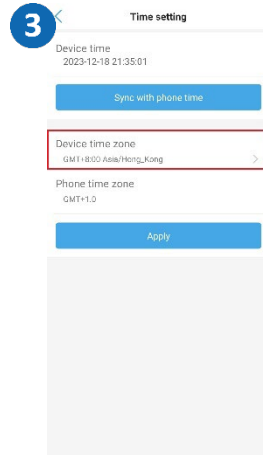 3
Time setting
Device time
2023-12-18 21:35:01
Sync with phone time
Device time zone
GMT+8:00 Asia/Hong_Kong
Phone time zone
GMT+1.0
Apply